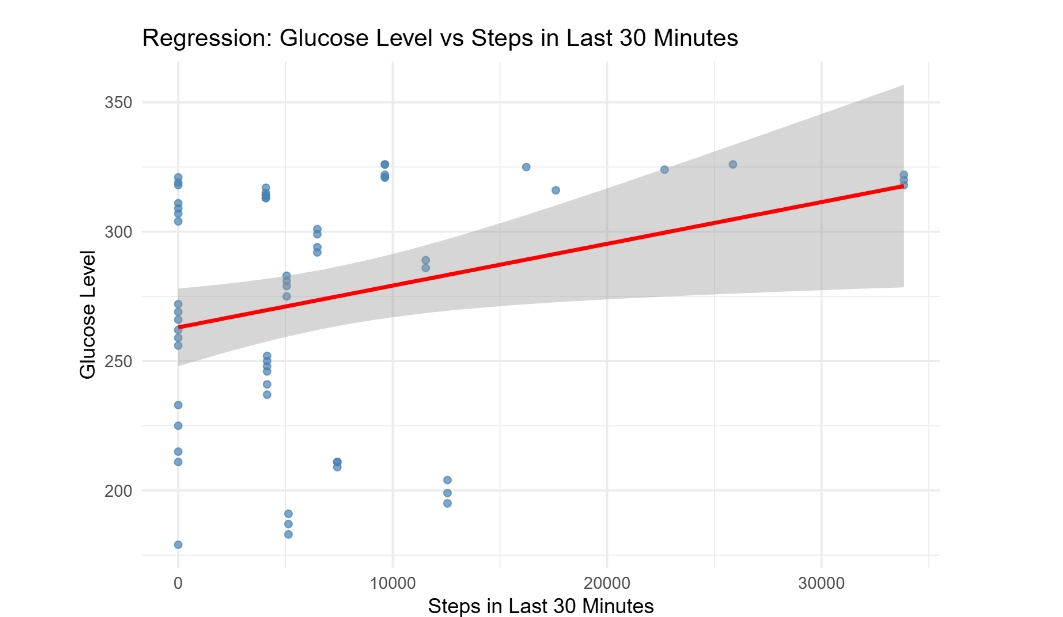 Regression: Glucose Level vs Steps in Last 30 Minutes
350
300
250
200
Glucose Level
0 10000 20000 30000
Steps in Last 30 Minutes